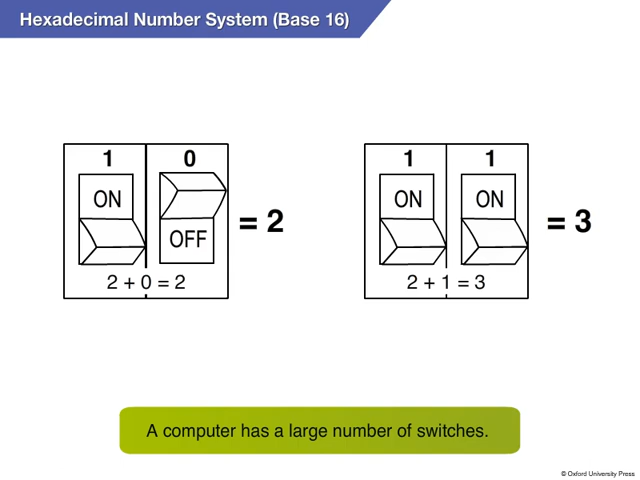 Hexadecimal Number System (Base 16)
1 0
ON
OFF
2 + 0 = 2
= 2
1 1
ON ON
2 + 1 = 3
= 3
A computer has a large number of switches.
© Oxford University Press